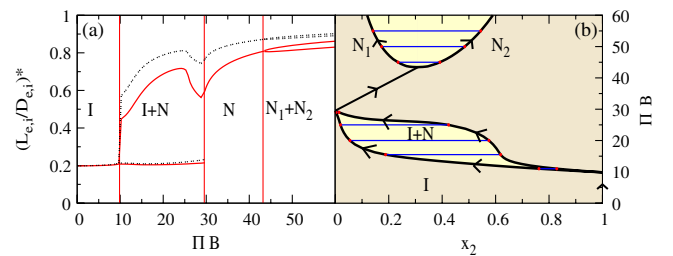 1
0.8
0.6
0.4
0.2
0
(L_{e,i}/D_{e,i})*
(a)
I
I+N
N
N_1+N_2
0 10 20 30 40 50
Π B
(b)
N_1
N_2
I+N
I
0 0.2 0.4 0.6 0.8 1
x_2
60
50
40
30
20
10
0
Π B